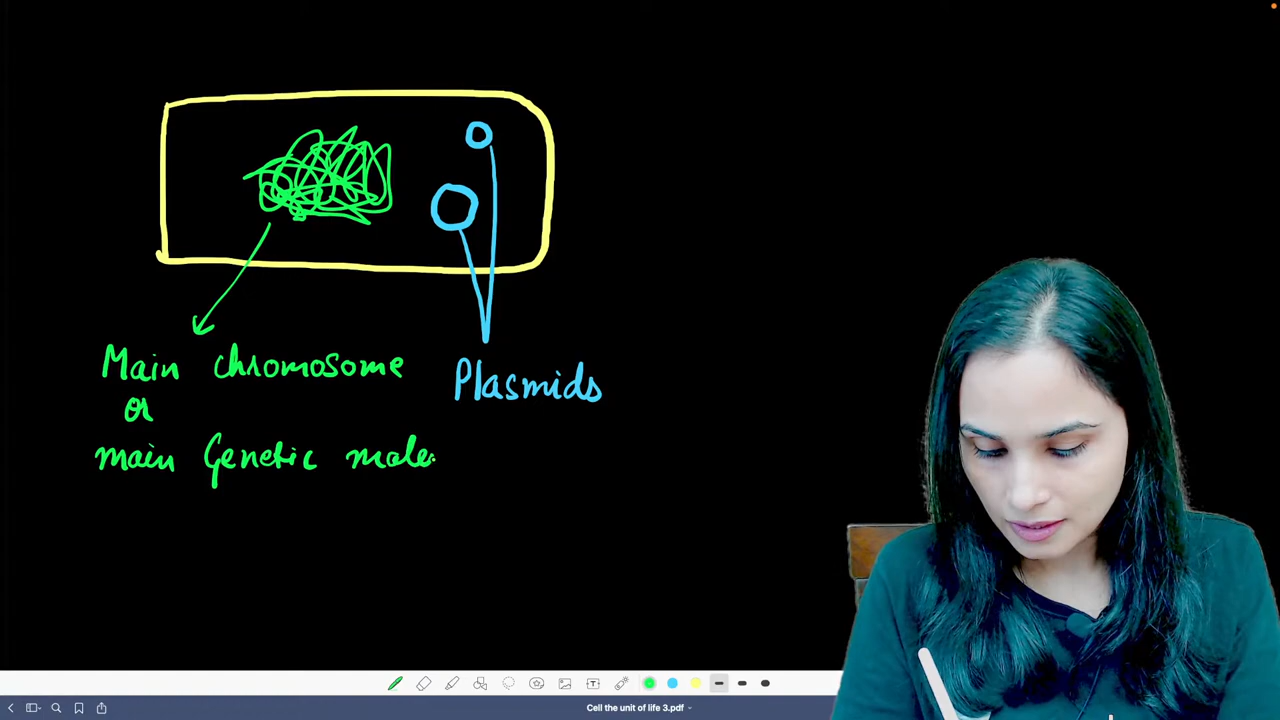 Main chromosome
or
main Genetic mole
Plasmids
Cell the unit of life 3.pdf